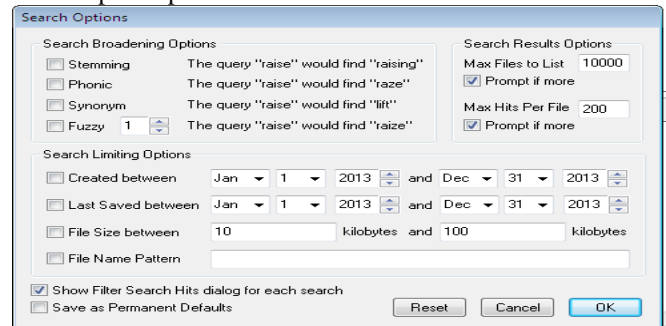 Search Options
Search Broadening Options
Stemming The query "raise" would find "raising"
Phonic The query "raise" would find "raze"
Synonym The query "raise" would find "lift"
Fuzzy 1 The query "raise" would find "raize"
Search Results Options
Max Files to List 10000
Prompt if more
Max Hits Per File 200
Prompt if more
Search Limiting Options
Created between Jan 1 2013 and Dec 31 2013
Last Saved between Jan 1 2013 and Dec 31 2013
File Size between 10 kilobytes and 100 kilobytes
File Name Pattern
Show Filter Search Hits dialog for each search
Save as Permanent Defaults Reset Cancel OK